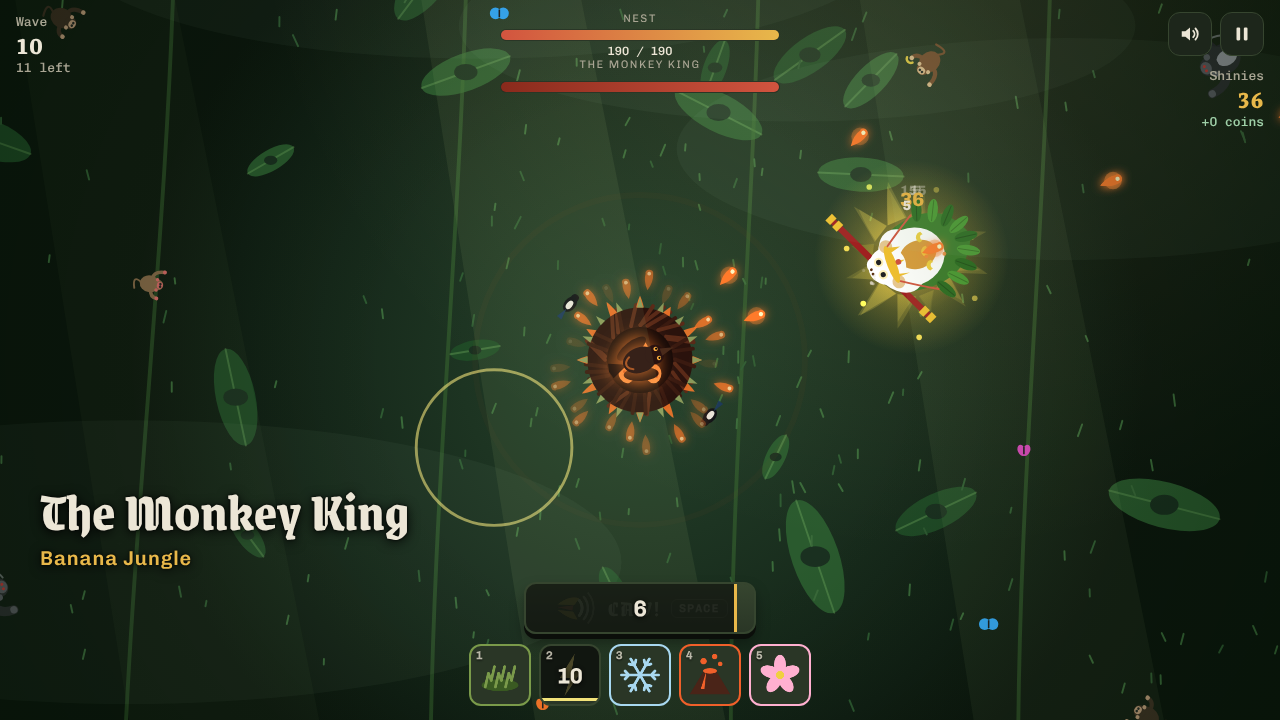 Wave
10
11 left
NEST
190 / 190
THE MONKEY KING
Shinies
36
+0 coins
36
5
The Monkey King
Banana Jungle
6
SPACE
1
2
10
3
4
5